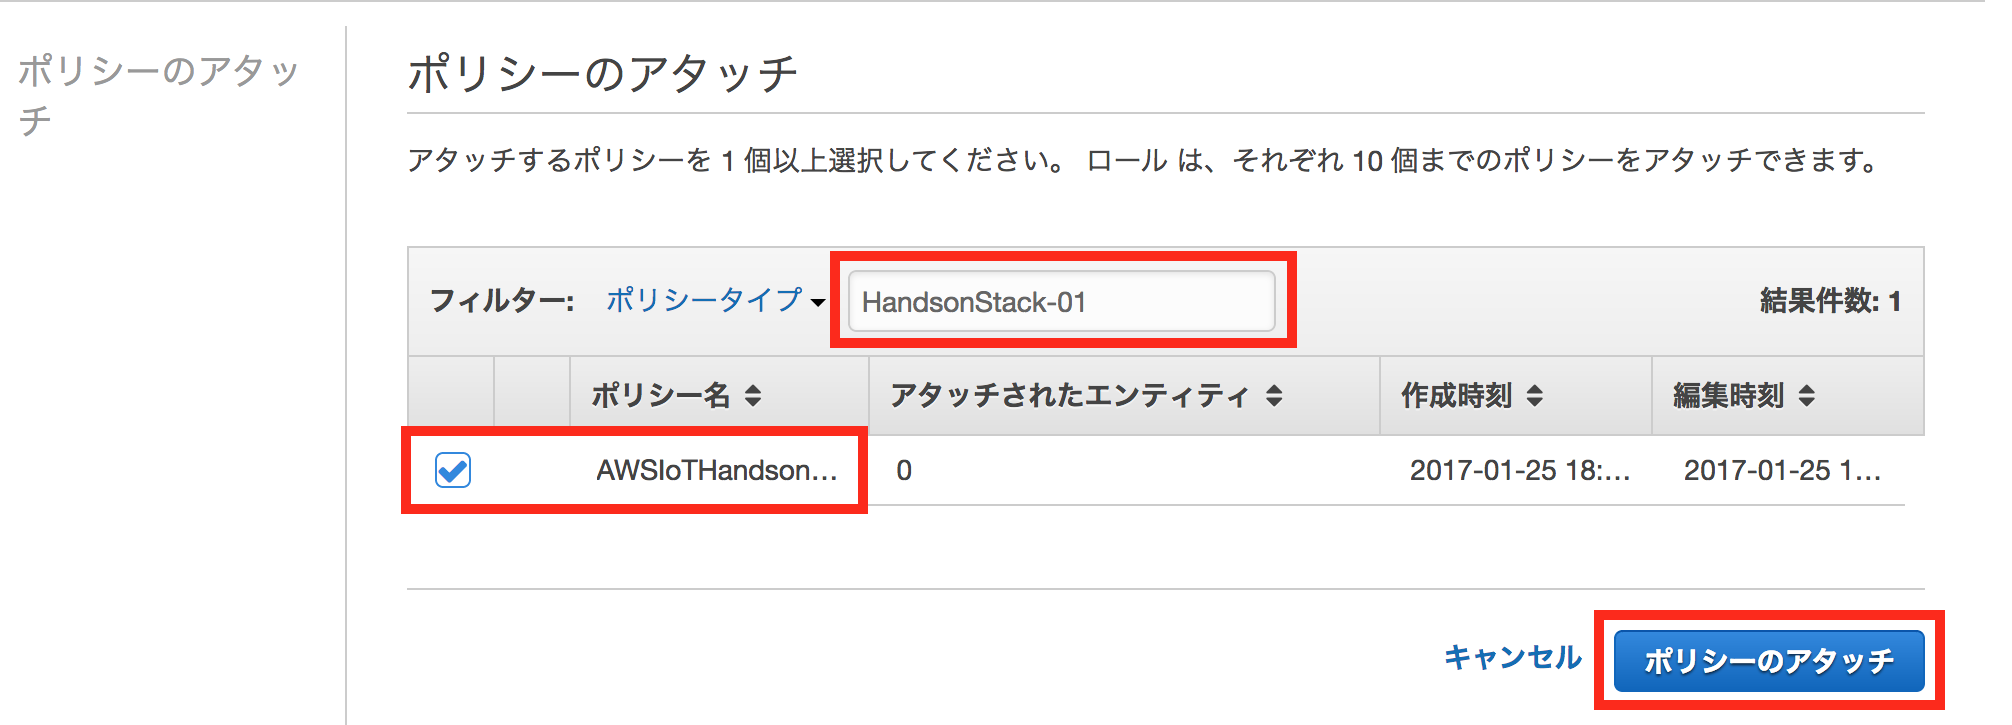 ポリシーのアタッ
チ
ポリシーのアタッチ
アタッチするポリシーを 1 個以上選択してください。 ロール は、それぞれ 10 個までのポリシーをアタッチできます。
フィルター: ポリシータイプ HandsonStack-01 結果件数: 1
ポリシー名 アタッチされたエンティティ 作成時刻 編集時刻
AWSIoTHandson... 0 2017-01-25 18:... 2017-01-25 1...
キャンセル ポリシーのアタッチ